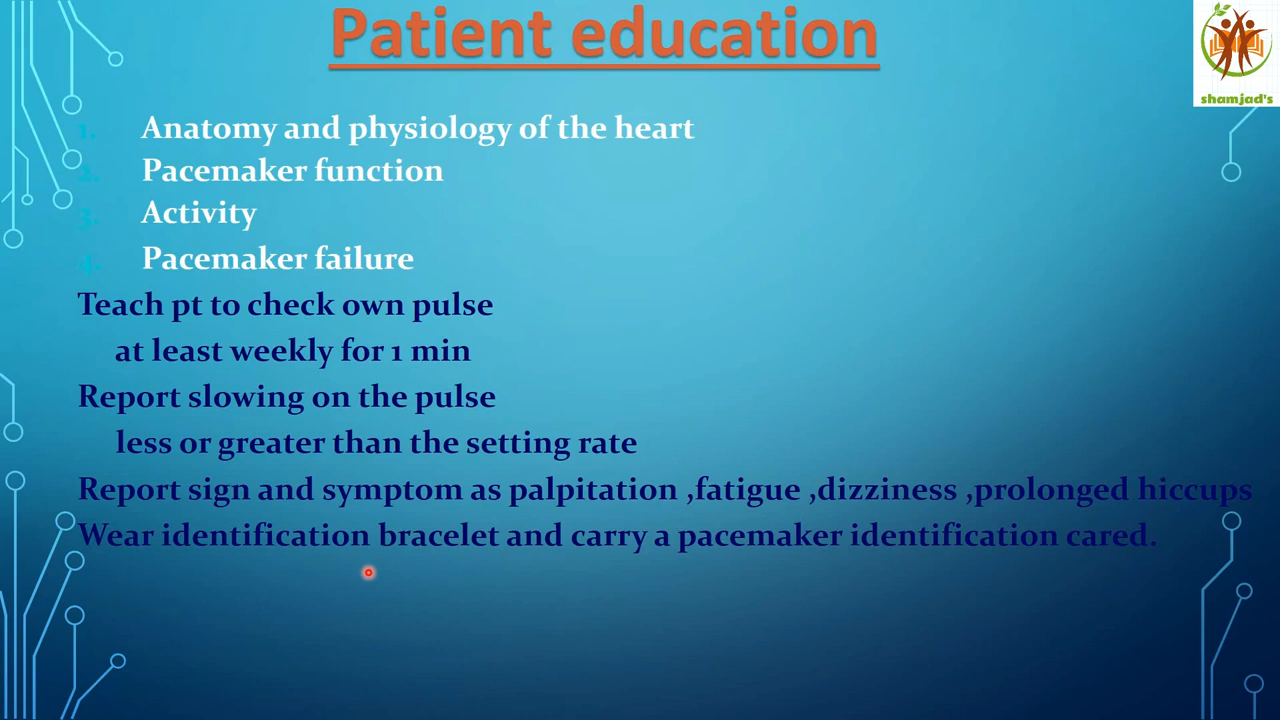 Patient education
shamjad's
1. Anatomy and physiology of the heart
2. Pacemaker function
3. Activity
4. Pacemaker failure
Teach pt to check own pulse
at least weekly for 1 min
Report slowing on the pulse
less or greater than the setting rate
Report sign and symptom as palpitation ,fatigue ,dizziness ,prolonged hiccups
Wear identification bracelet and carry a pacemaker identification cared.